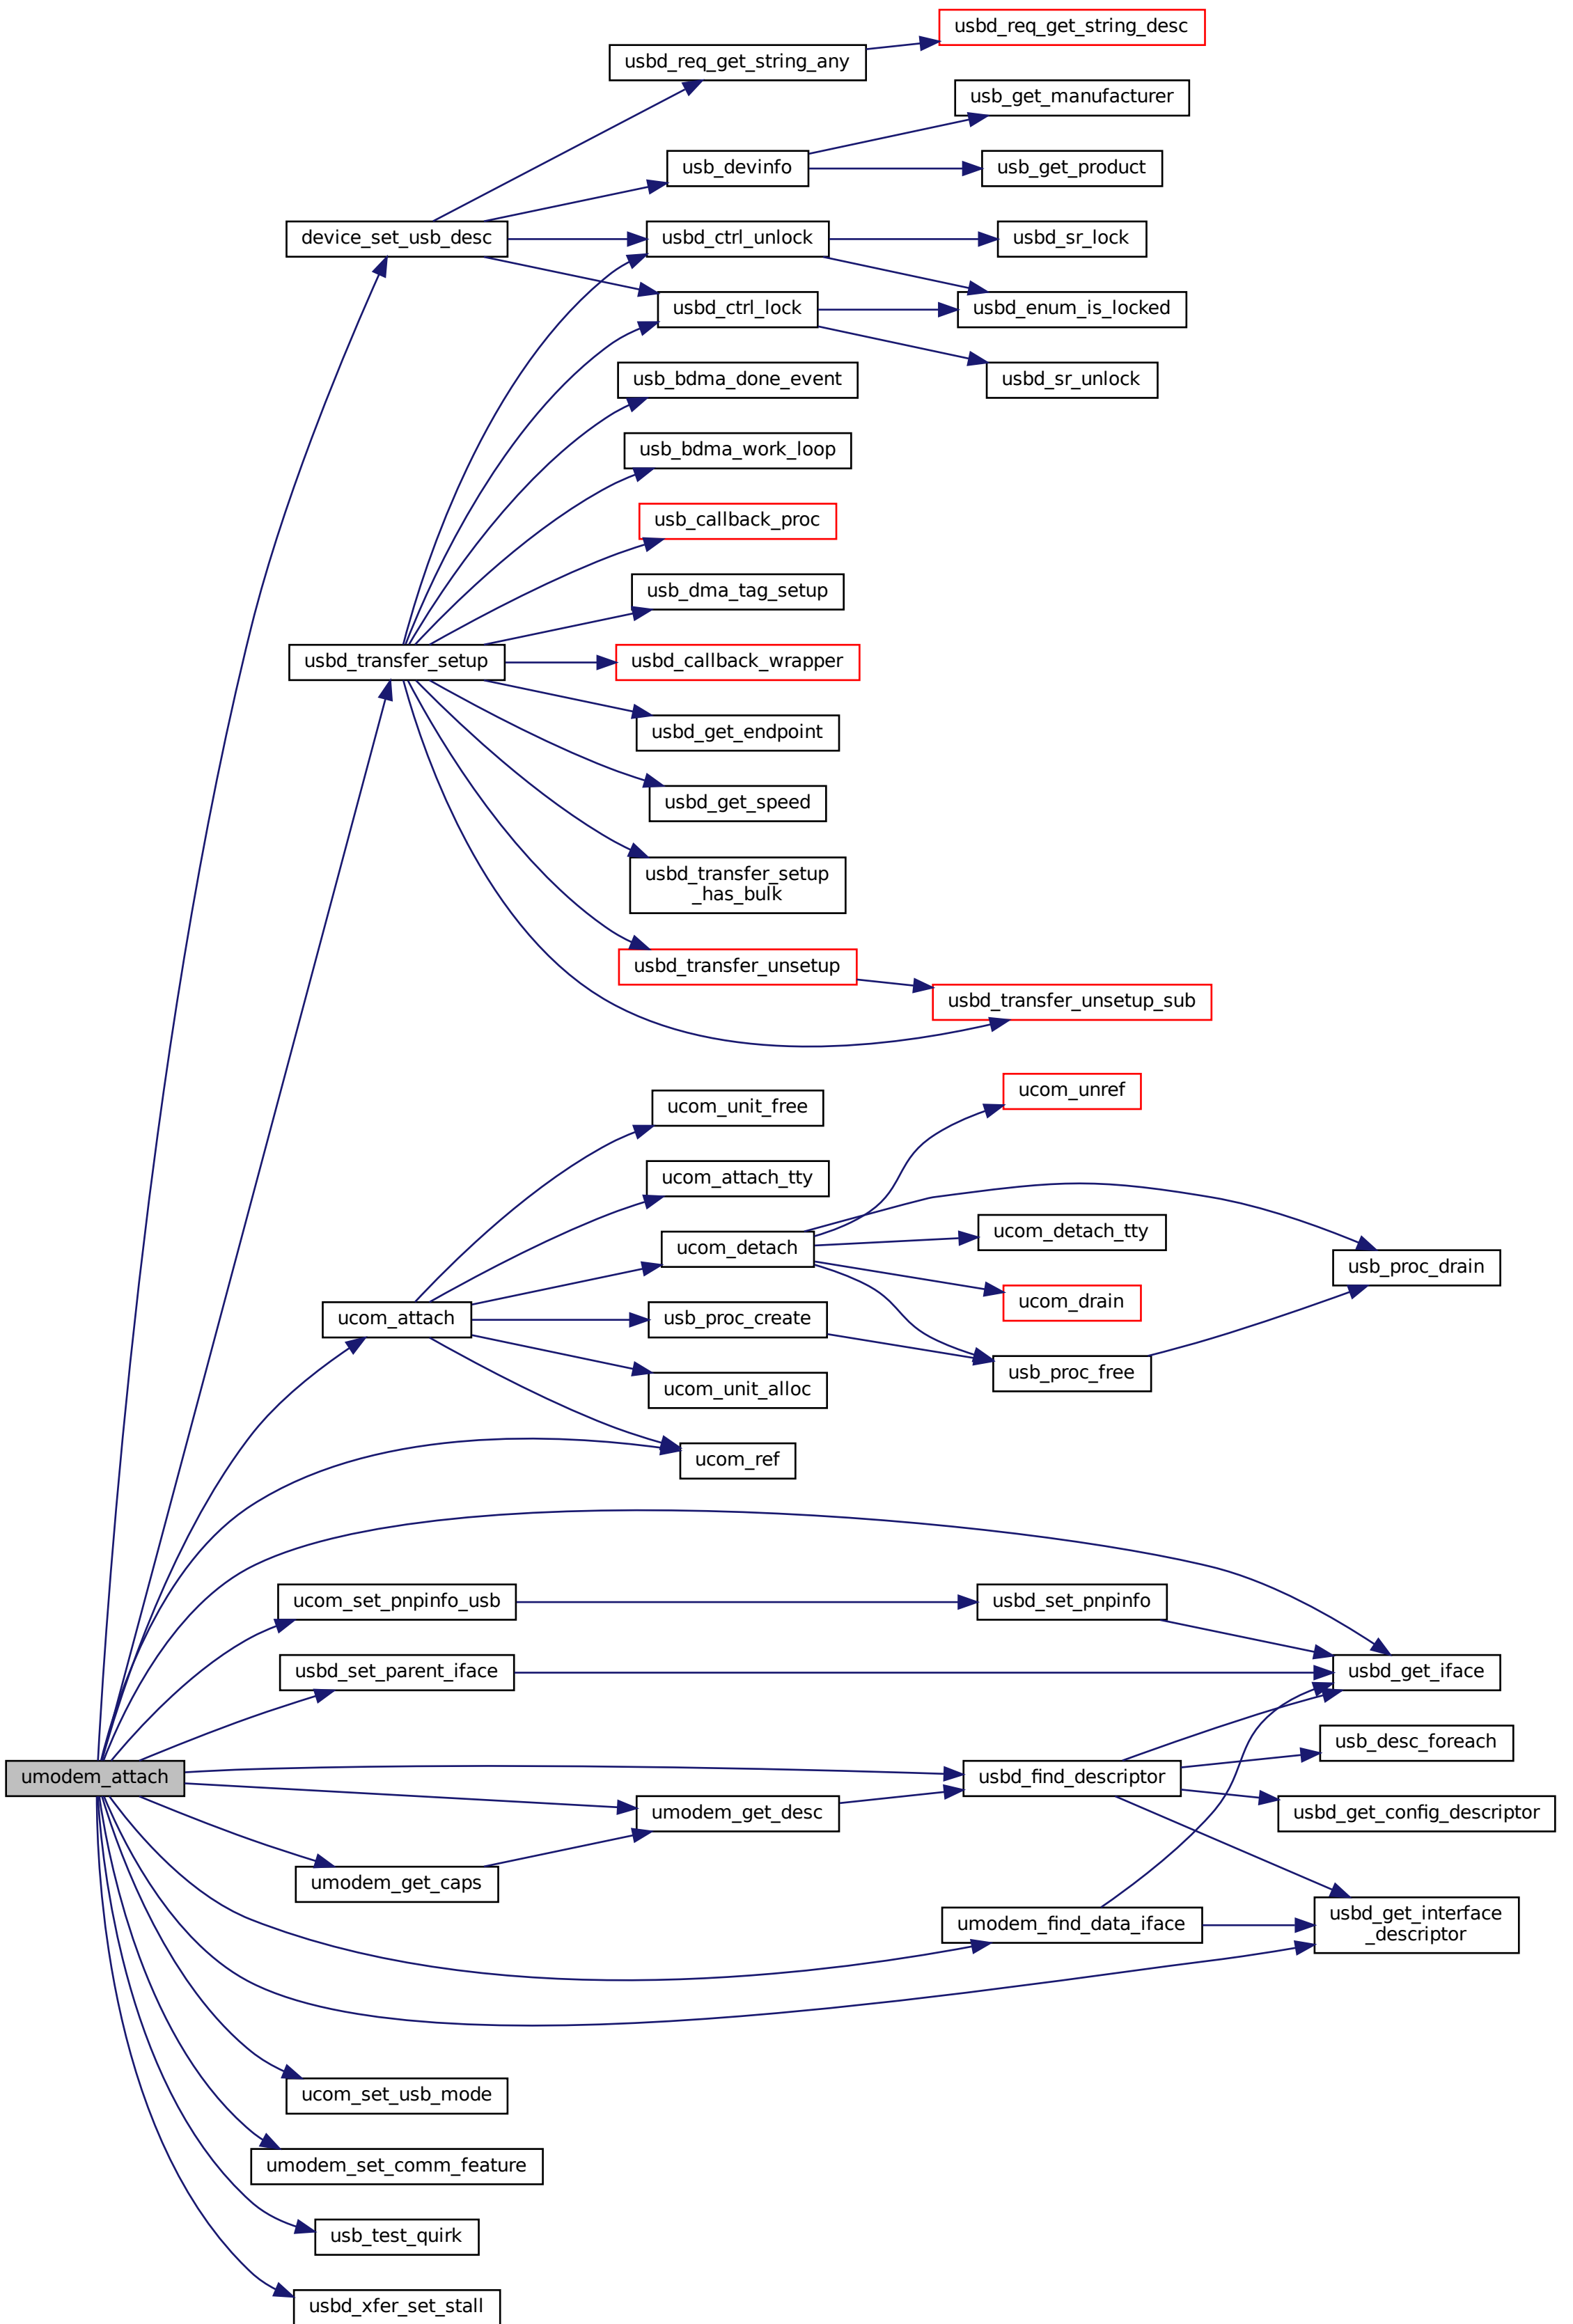 usbd_req_get_string_desc
usbd_req_get_string_any
usb_get_manufacturer
usb_devinfo
usb_get_product
device_set_usb_desc
usbd_ctrl_unlock
usbd_sr_lock
usbd_ctrl_lock
usbd_enum_is_locked
usb_bdma_done_event
usbd_sr_unlock
usb_bdma_work_loop
usb_callback_proc
usb_dma_tag_setup
usbd_transfer_setup
usbd_callback_wrapper
usbd_get_endpoint
usbd_get_speed
usbd_transfer_setup
_has_bulk
usbd_transfer_unsetup
usbd_transfer_unsetup_sub
ucom_unref
ucom_unit_free
ucom_attach_tty
ucom_detach_tty
ucom_detach
usb_proc_drain
ucom_drain
ucom_attach
usb_proc_create
usb_proc_free
ucom_unit_alloc
ucom_ref
ucom_set_pnpinfo_usb
usbd_set_pnpinfo
usbd_set_parent_iface
usbd_get_iface
usb_desc_foreach
umodem_attach
usbd_find_descriptor
umodem_get_desc
usbd_get_config_descriptor
umodem_get_caps
umodem_find_data_iface
usbd_get_interface
_descriptor
ucom_set_usb_mode
umodem_set_comm_feature
usb_test_quirk
usbd_xfer_set_stall